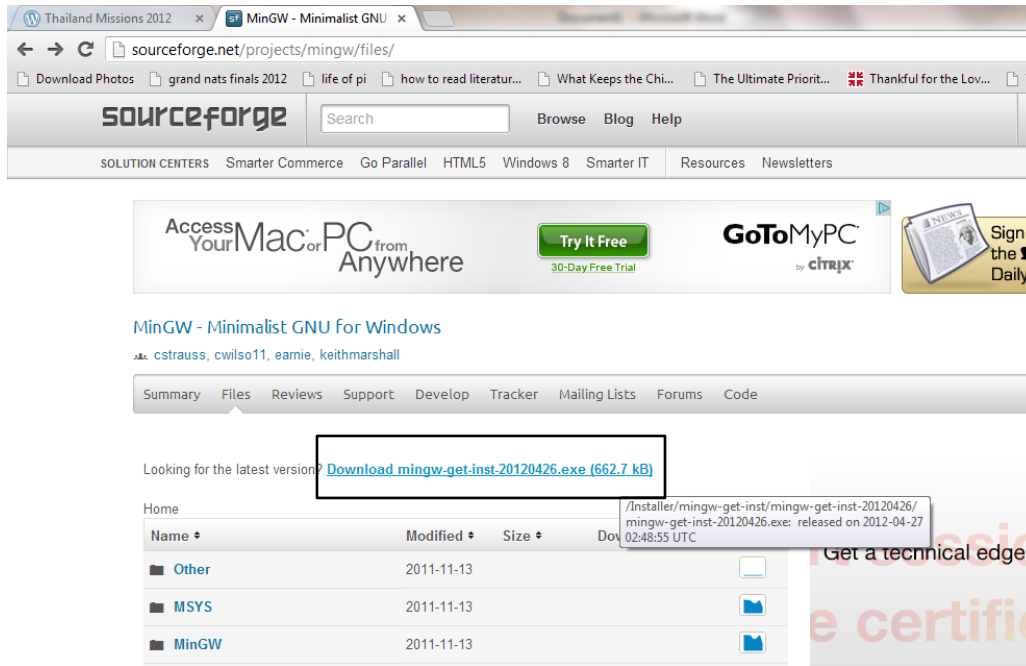 Thailand Missions 2012 × MinGW - Minimalist GNU ×
sourceforge.net/projects/mingw/files/
Download Photos grand nats finals 2012 life of pi how to read literatur... What Keeps the Chi... The Ultimate Priorit... Thankful for the Lov...
sourceforge Search Browse Blog Help
SOLUTION CENTERS Smarter Commerce Go Parallel HTML5 Windows 8 Smarter IT Resources Newsletters
Access Your Mac or PC from Anywhere
Try It Free
30-Day Free Trial
GoToMyPC
by CITRIX
NEWS
Sign
the
Daily
MinGW - Minimalist GNU for Windows
cstrauss, cwilso11, earnie, keithmarshall
Summary Files Reviews Support Develop Tracker Mailing Lists Forums Code
Looking for the latest version? Download mingw-get-inst-20120426.exe (662.7 kB)
/Installer/mingw-get-inst/mingw-get-inst-20120426/
mingw-get-inst-20120426.exe: released on 2012-04-27
02:48:55 UTC
Home
Name Modified Size Dow
Other 2011-11-13
MSYS 2011-11-13
MinGW 2011-11-13
Get a technical edge
e certifi